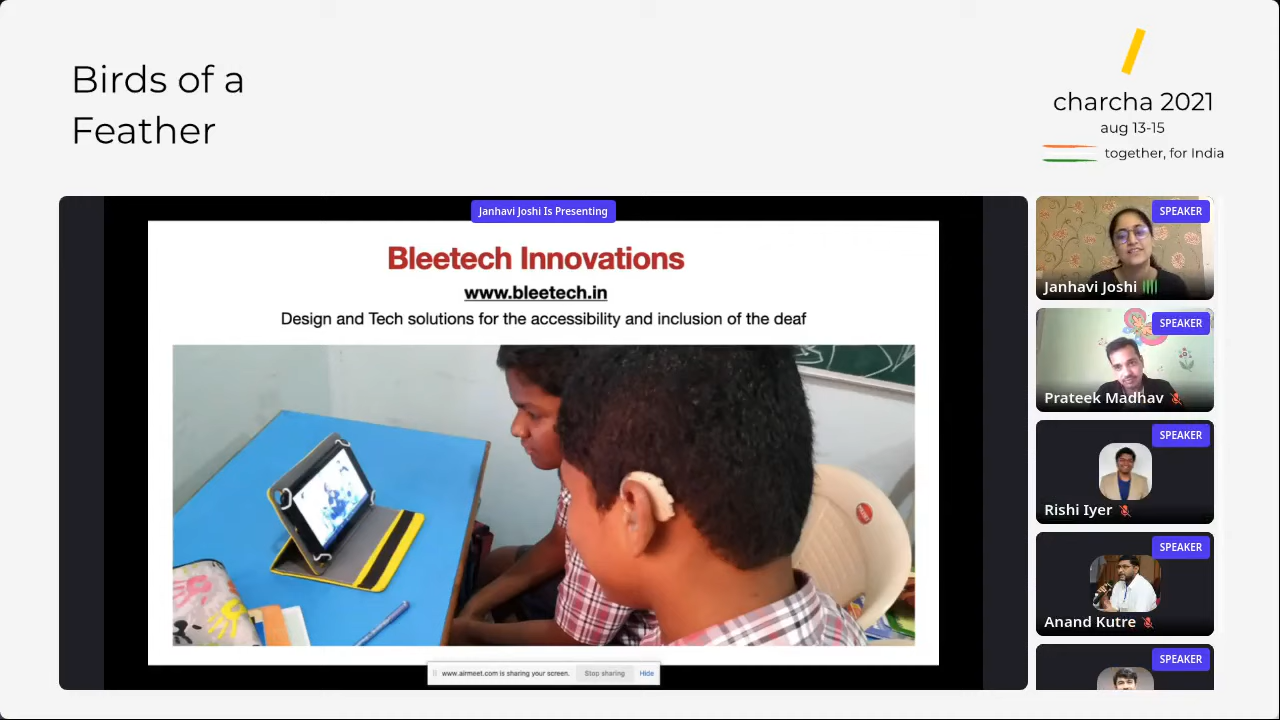 Birds of a
Feather
charcha 2021
aug 13-15
together, for India
Janhavi Joshi Is Presenting
Bleetech Innovations
www.bleetech.in
Design and Tech solutions for the accessibility and inclusion of the deaf
www.airmeet.com is sharing your screen.
Stop sharing
Hide
SPEAKER
Janhavi Joshi
SPEAKER
Prateek Madhav
SPEAKER
Rishi Iyer
SPEAKER
Anand Kutre
SPEAKER